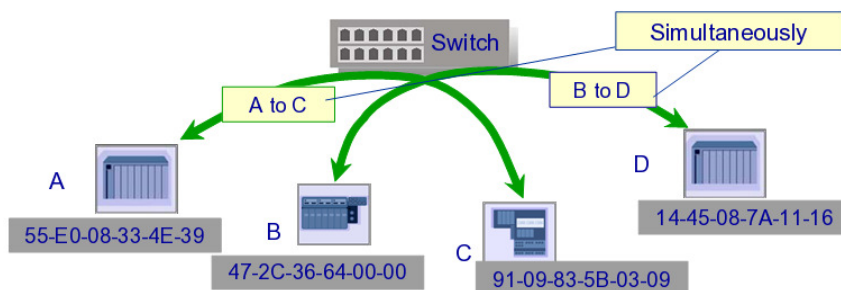 Switch
Simultaneously
A to C
B to D
A
55-E0-08-33-4E-39
B
47-2C-36-64-00-00
C
91-09-83-5B-03-09
D
14-45-08-7A-11-16